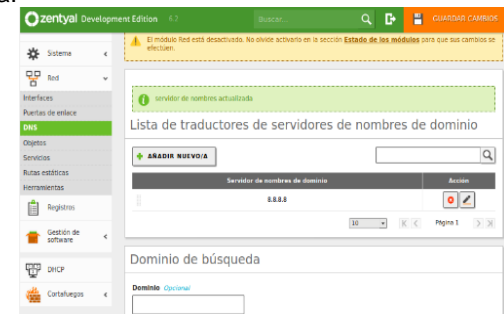 a.
zentyal Development Edition 6.2
Buscar...
GUARDAR CAMBIOS
Sistema
Red
Interfaces
Puertas de enlace
DNS
Objetos
Servicios
Rutas estáticas
Herramientas
Registros
Gestión de
software
DHCP
Cortafuegos
El módulo Red está desactivado. No olvide activarlo en la sección Estado de los módulos para que sus cambios se
efectúen.
servidor de nombres actualizada
Lista de traductores de servidores de nombres de dominio
AÑADIR NUEVO/A
Servidor de nombres de dominio
Acción
8.8.8.8
10
Página 1
Dominio de búsqueda
Dominio Opcional